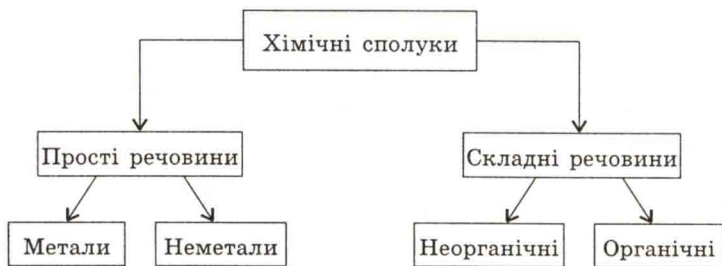 Хімічні сполуки
Прості речовини
Складні речовини
Метали
Неметали
Неорганічні
Органічні